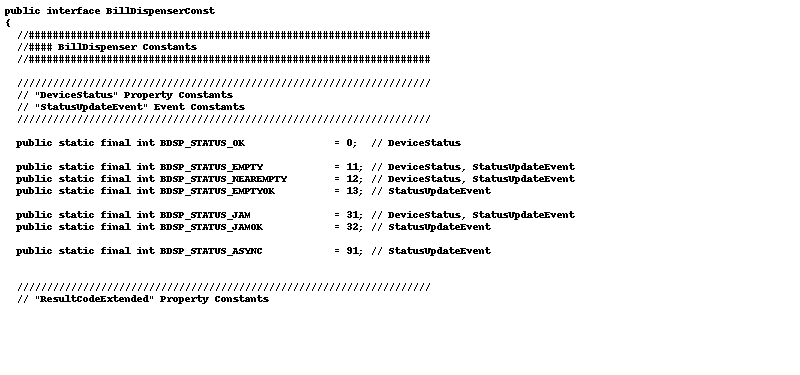 public interface BillDispenserConst
{
//###################################################################
//#### BillDispenser Constants
//###################################################################
/////////////////////////////////////////////////////////////////////
// "DeviceStatus" Property Constants
// "StatusUpdateEvent" Event Constants
/////////////////////////////////////////////////////////////////////
public static final int BDSP_STATUS_OK = 0; // DeviceStatus
public static final int BDSP_STATUS_EMPTY = 11; // DeviceStatus, StatusUpdateEvent
public static final int BDSP_STATUS_NEAREMPTY = 12; // DeviceStatus, StatusUpdateEvent
public static final int BDSP_STATUS_EMPTYOK = 13; // StatusUpdateEvent
public static final int BDSP_STATUS_JAM = 31; // DeviceStatus, StatusUpdateEvent
public static final int BDSP_STATUS_JAMOK = 32; // StatusUpdateEvent
public static final int BDSP_STATUS_ASYNC = 91; // StatusUpdateEvent
/////////////////////////////////////////////////////////////////////
// "ResultCodeExtended" Property Constants